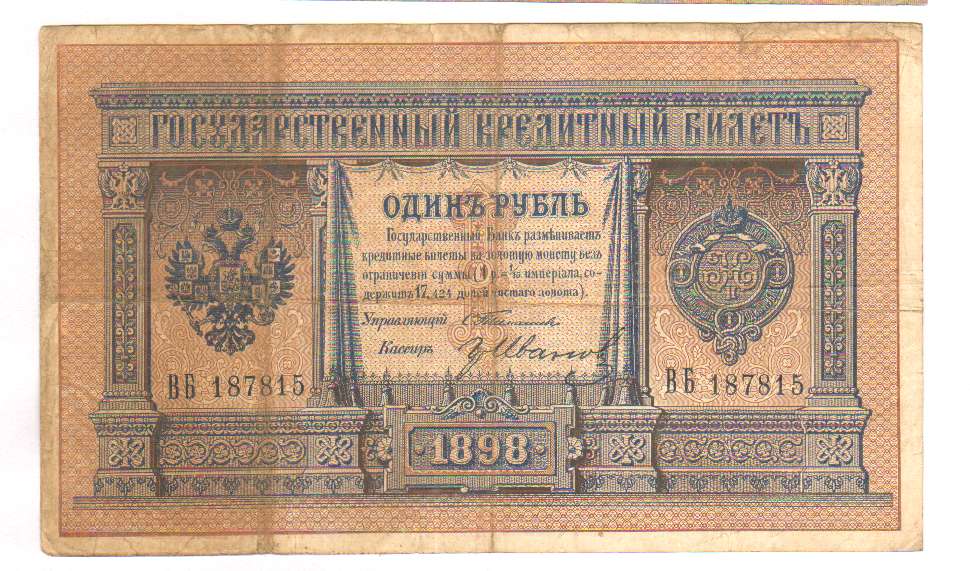 ГОСУДАРСТВЕННЫЙ КРЕДИТНЫЙ БИЛЕТЪ
ОДИНЪ РУБЛЬ
Государственный Банкъ размѣниваетъ
кредитные билеты на золотую монету безъ
ограниченія суммы (1 р. = 1/15 имперіала, со-
держитъ 17,424 долей чистаго золота).
Управляющій
Кассиръ Иванов
ВБ 187815
ВБ 187815
1898